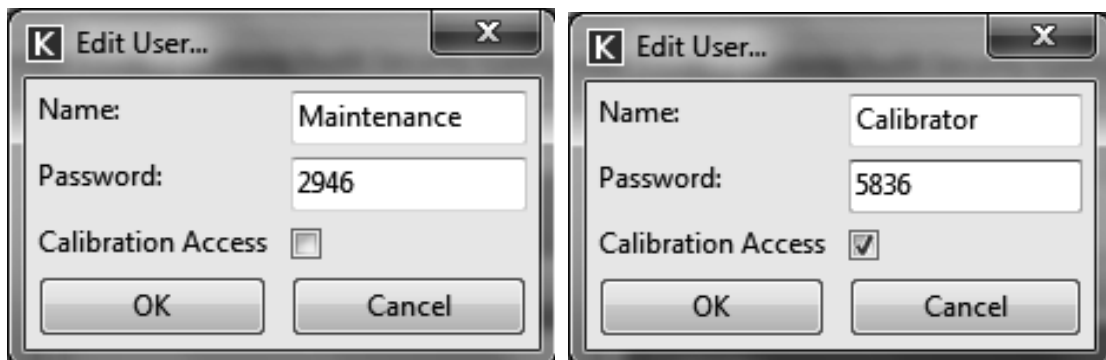 K Edit User...
Name: Maintenance
Password: 2946
Calibration Access
OK Cancel
K Edit User...
Name: Calibrator
Password: 5836
Calibration Access
OK Cancel